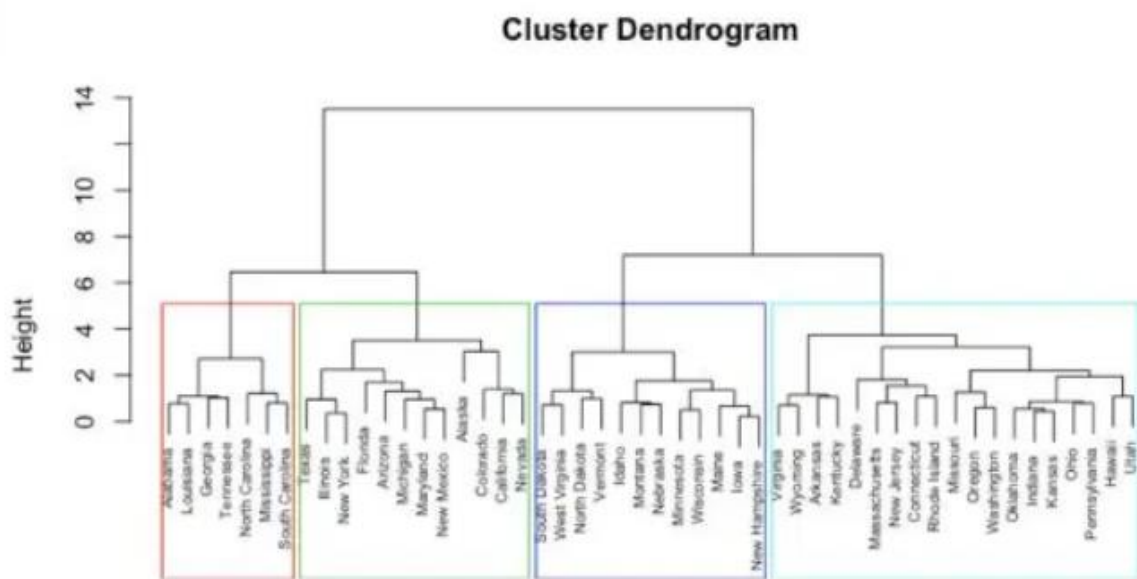 Cluster Dendrogram
Height
14
10
8
6
4
2
0
Alabama
Louisiana
Georgia
Tennessee
North Carolina
Mississippi
South Carolina
Texas
Illinois
New York
Florida
Arizona
Michigan
Maryland
New Mexico
Alaska
Colorado
California
Nevada
South Dakota
West Virginia
North Dakota
Vermont
Idaho
Montana
Nebraska
Minnesota
Wisconsin
Maine
Iowa
New Hampshire
Virginia
Wyoming
Arkansas
Kentucky
Delaware
Massachusetts
New Jersey
Connecticut
Rhode Island
Missouri
Oregon
Washington
Oklahoma
Indiana
Kansas
Ohio
Pennsylvania
Hawaii
Utah